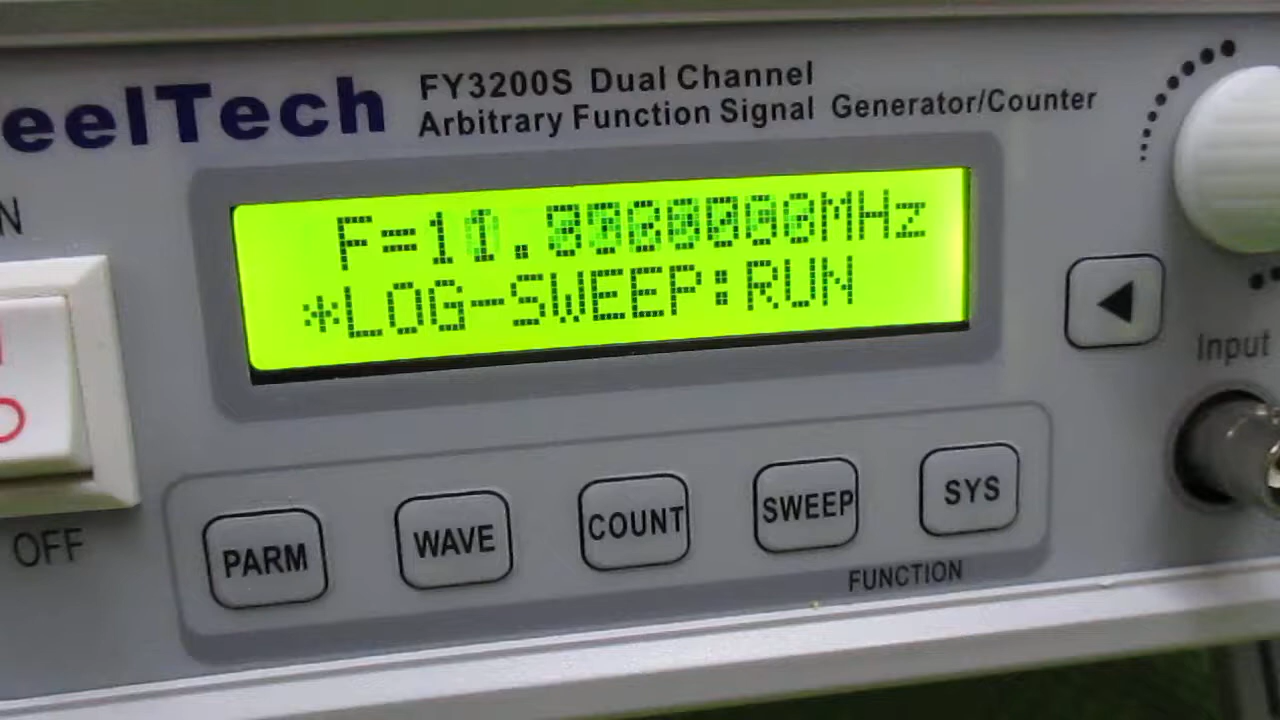 eelTech
FY3200S Dual Channel
Arbitrary Function Signal Generator/Counter
N
F=10.0000000MHz
*LOG-SWEEP:RUN
Input
OFF
PARM
WAVE
COUNT
SWEEP
SYS
FUNCTION